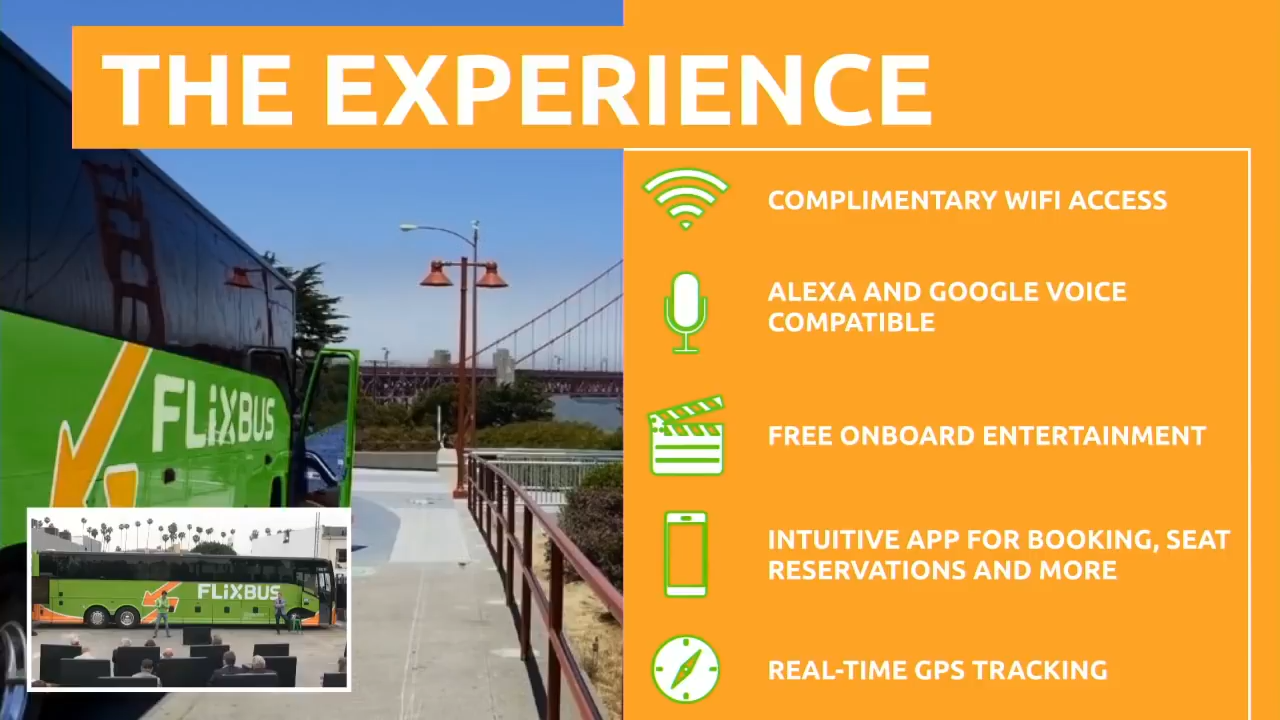 THE EXPERIENCE
COMPLIMENTARY WIFI ACCESS
ALEXA AND GOOGLE VOICE
COMPATIBLE
FREE ONBOARD ENTERTAINMENT
INTUITIVE APP FOR BOOKING, SEAT
RESERVATIONS AND MORE
REAL-TIME GPS TRACKING
FLiXBUS
FLiXBUS